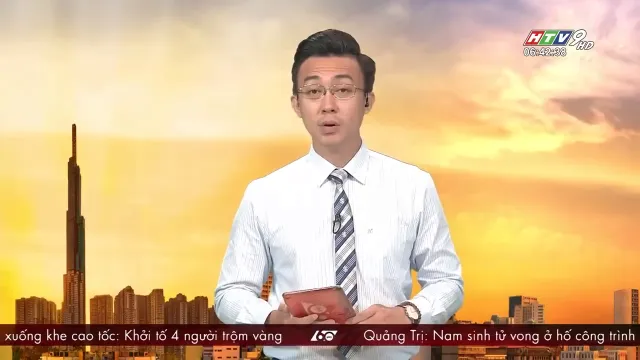 HTV9 HD
06:42:38
xuống khe cao tốc: Khởi tố 4 người trộm vàng 60 Quảng Trị: Nam sinh tử vong ở hố công trình